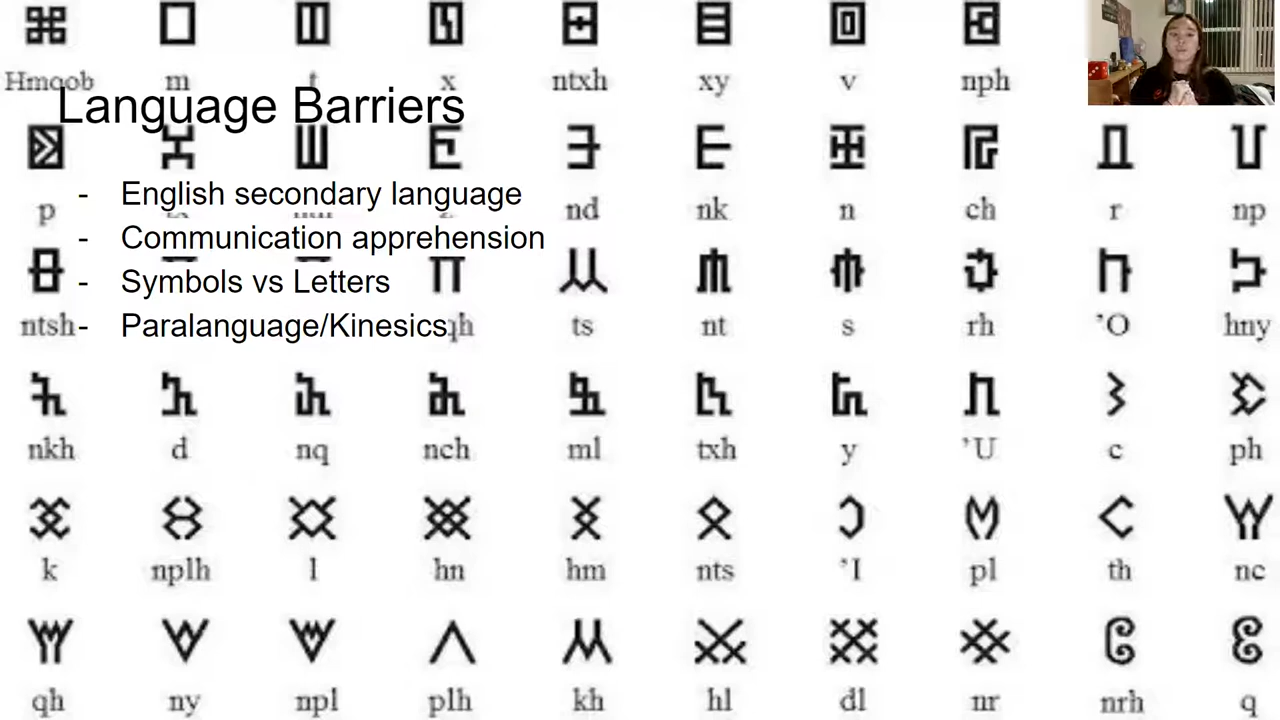 Hmoob m t x ntxh xy v nph
Language Barriers
p nd nk n ch r np
- English secondary language
- Communication apprehension
- Symbols vs Letters
ntsh ts nt s rh ’O hny
- Paralanguage/Kinesics qh
nkh d nq nch ml txh y ’U c ph
k nplh l hn hm nts ’I pl th nc
qh ny npl plh kh hl dl nr nrh q